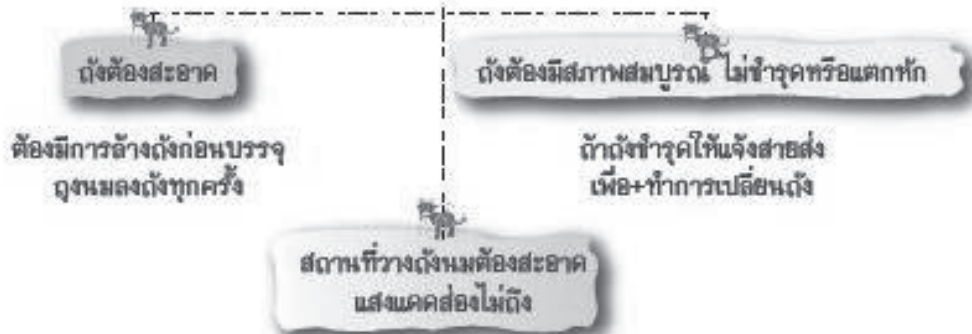 ถังต้องสะอาด
ถังต้องมีสภาพสมบูรณ์ ไม่ชำรุดหรือแตกหัก
ต้องมีการล้างถังก่อนบรรจุ
ถุงนมลงถังทุกครั้ง
ถ้าถังชำรุดให้แจ้งสายส่ง
เพื่อ+ทำการเปลี่ยนถัง
สถานที่วางถังนมต้องสะอาด
แสงแดดส่องไม่ถึง